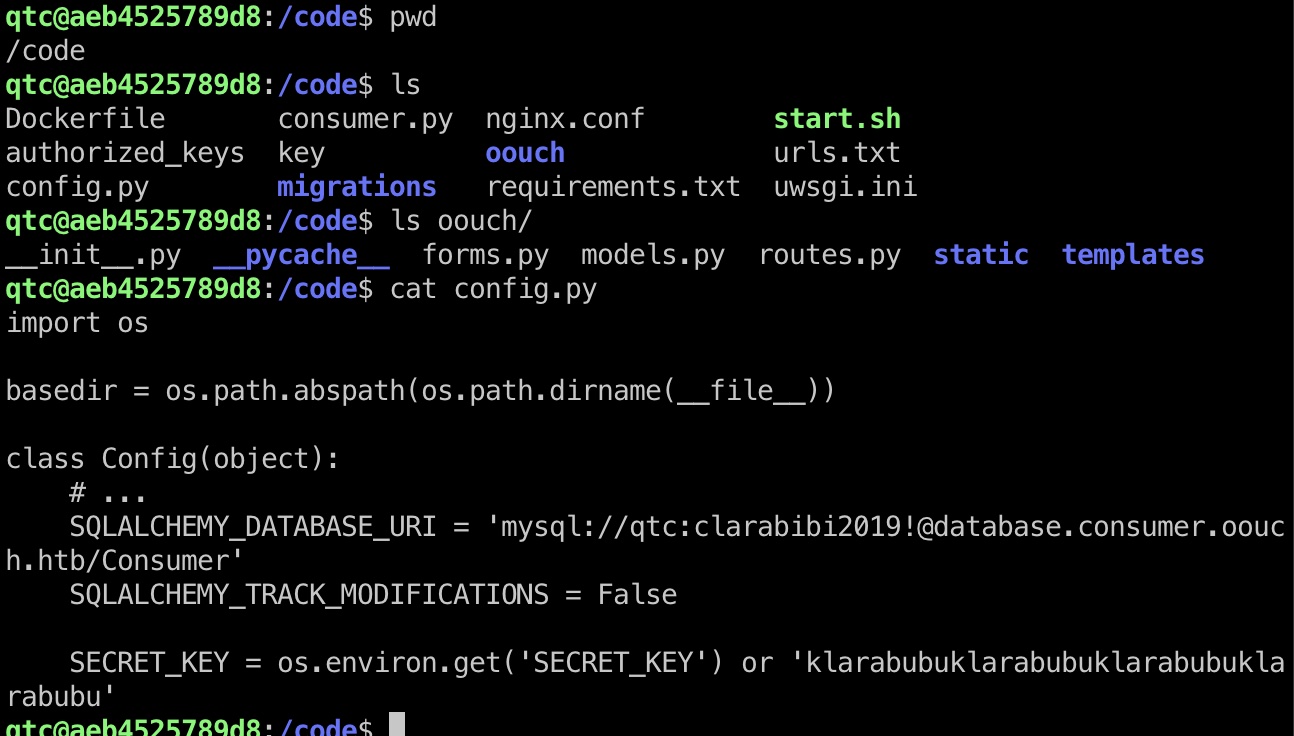 qtc@aeb4525789d8:/code$ pwd
/code
qtc@aeb4525789d8:/code$ ls
Dockerfile       consumer.py  nginx.conf        start.sh
authorized_keys  key          oouch             urls.txt
config.py        migrations   requirements.txt  uwsgi.ini
qtc@aeb4525789d8:/code$ ls oouch/
__init__.py  __pycache__  forms.py  models.py  routes.py  static  templates
qtc@aeb4525789d8:/code$ cat config.py
import os
basedir = os.path.abspath(os.path.dirname(__file__))
class Config(object):
    # ...
    SQLALCHEMY_DATABASE_URI = 'mysql://qtc:clarabibi2019!@database.consumer.oouc
h.htb/Consumer'
    SQLALCHEMY_TRACK_MODIFICATIONS = False
    SECRET_KEY = os.environ.get('SECRET_KEY') or 'klarabubuklarabubuklarabubukla
rabubu'
qtc@aeb4525789d8:/code$